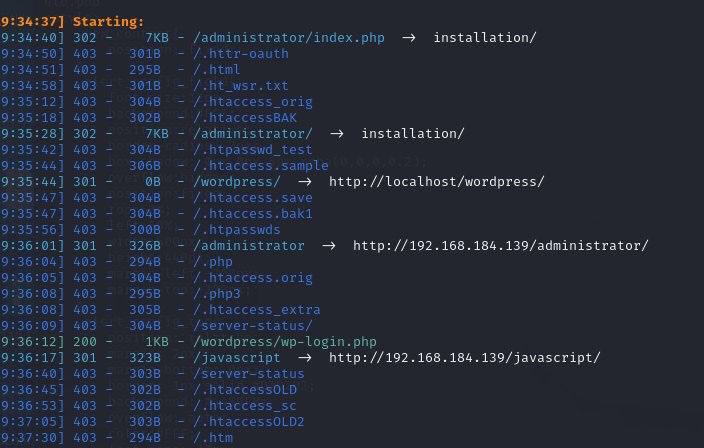 9:34:37] Starting:
9:34:40] 302 - 7KB - /administrator/index.php -> installation/
9:34:50] 403 - 301B - /.httr-oauth
9:34:51] 403 - 295B - /.html
9:34:58] 403 - 301B - /.ht_wsr.txt
9:35:12] 403 - 304B - /.htaccess_orig
9:35:18] 403 - 302B - /.htaccessBAK
9:35:28] 302 - 7KB - /administrator/ -> installation/
9:35:42] 403 - 304B - /.htpasswd_test
9:35:44] 403 - 306B - /.htaccess.sample
9:35:44] 301 - 0B - /wordpress/ -> http://localhost/wordpress/
9:35:47] 403 - 304B - /.htaccess.save
9:35:47] 403 - 304B - /.htaccess.bak1
9:35:56] 403 - 300B - /.htpasswds
9:36:01] 301 - 326B - /administrator -> http://192.168.184.139/administrator/
9:36:04] 403 - 294B - /.php
9:36:05] 403 - 304B - /.htaccess.orig
9:36:08] 403 - 295B - /.php3
9:36:08] 403 - 305B - /.htaccess_extra
9:36:09] 403 - 304B - /server-status/
9:36:12] 200 - 1KB - /wordpress/wp-login.php
9:36:17] 301 - 323B - /javascript -> http://192.168.184.139/javascript/
9:36:40] 403 - 303B - /server-status
9:36:45] 403 - 302B - /.htaccessOLD
9:36:53] 403 - 302B - /.htaccess_sc
9:37:05] 403 - 303B - /.htaccessOLD2
9:37:30] 403 - 294B - /.htm